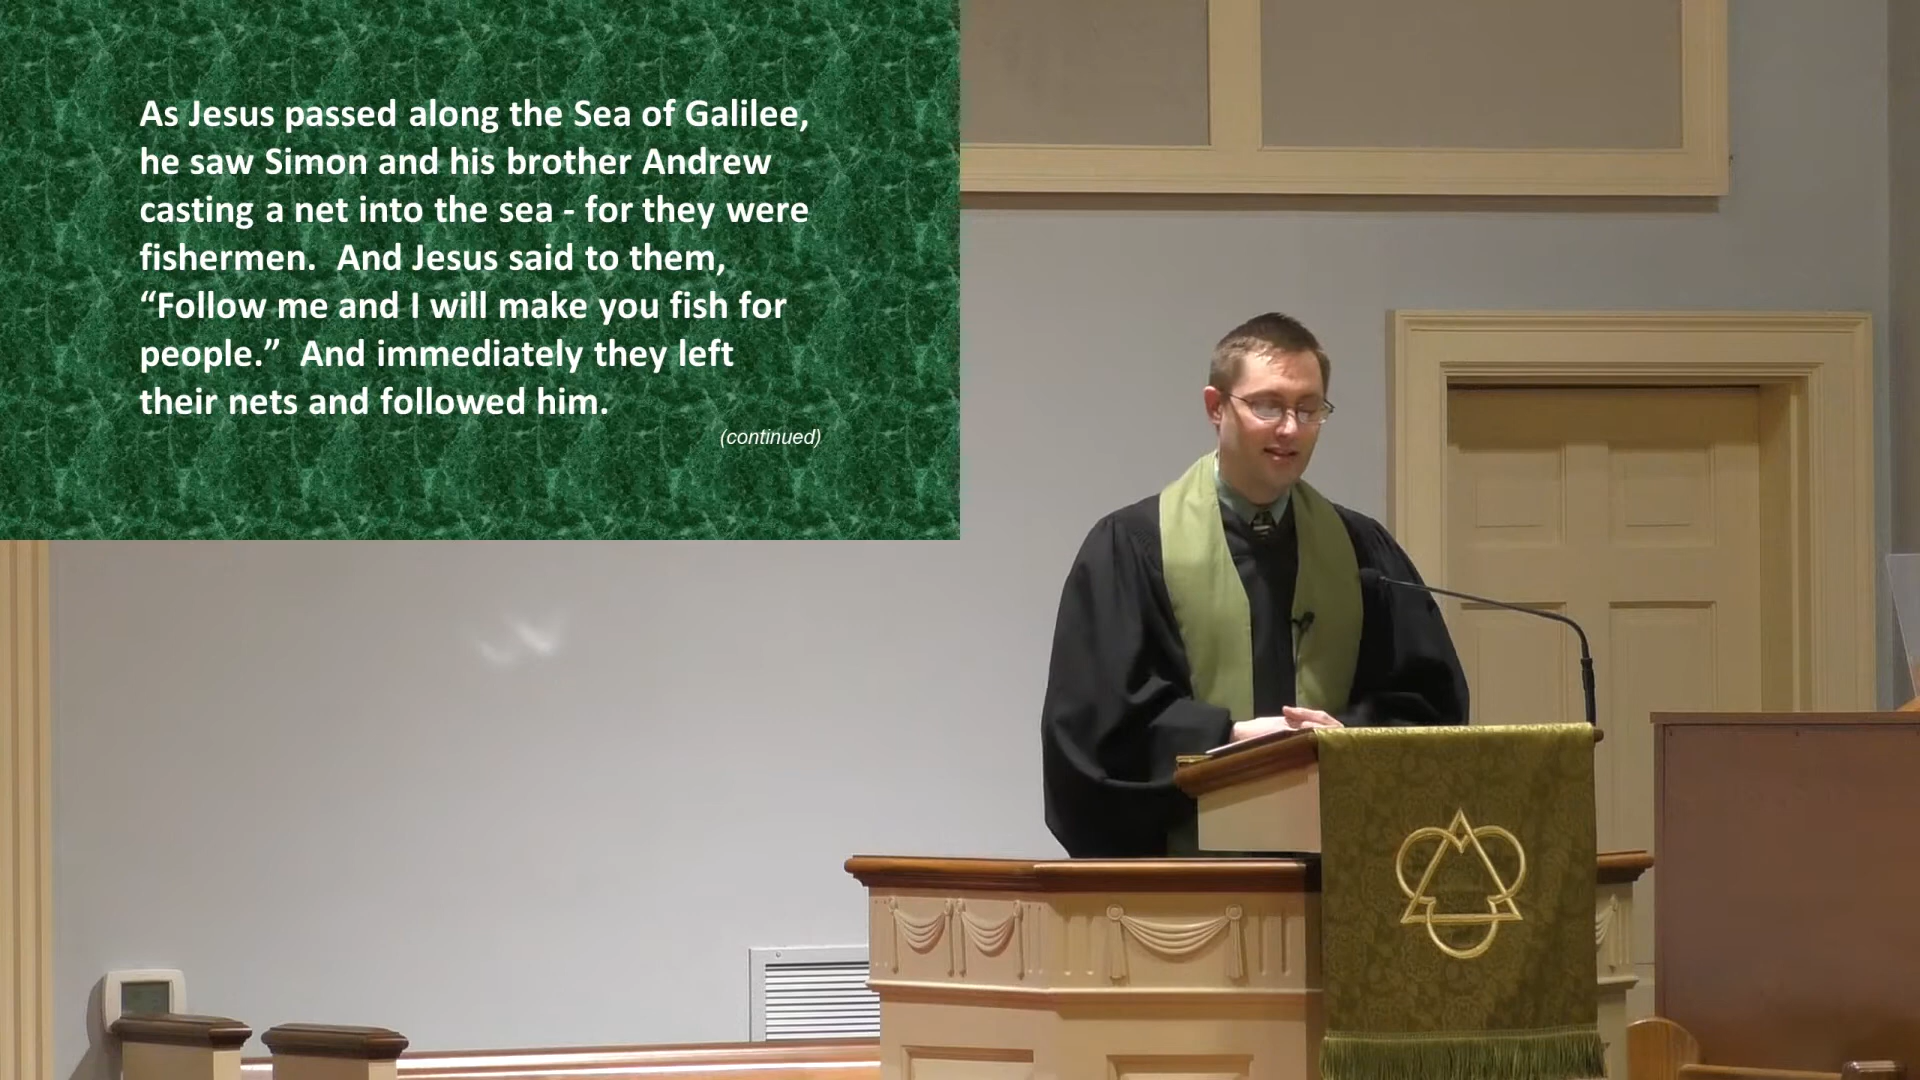 As Jesus passed along the Sea of Galilee,
he saw Simon and his brother Andrew
casting a net into the sea - for they were
fishermen.  And Jesus said to them,
“Follow me and I will make you fish for
people.”  And immediately they left
their nets and followed him.
(continued)